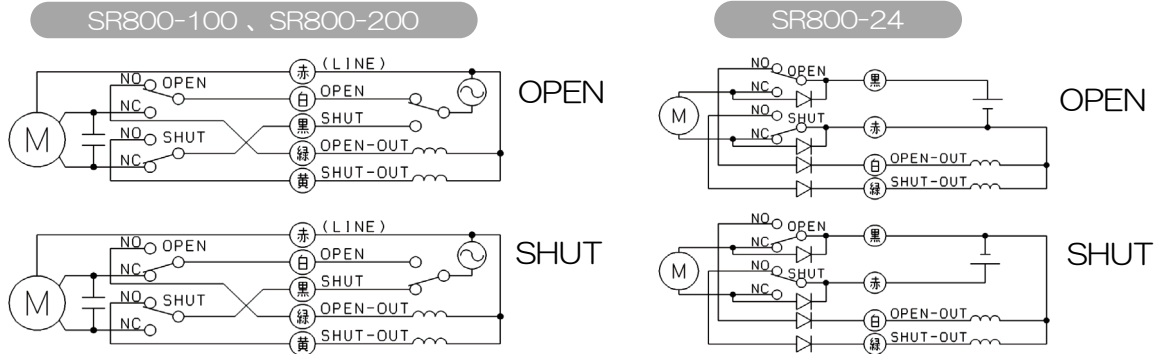 SR800-100 、SR800-200
赤 (LINE)
NO OPEN
白 OPEN
NC
黒 SHUT
M
NO SHUT
緑 OPEN-OUT
NC
黄 SHUT-OUT
OPEN
赤 (LINE)
NO OPEN
白 OPEN
NC
黒 SHUT
M
NO SHUT
緑 OPEN-OUT
NC
黄 SHUT-OUT
SHUT
SR800-24
NO OPEN
黒
NC
M
NO SHUT
赤
NC
白 OPEN-OUT
緑 SHUT-OUT
OPEN
NO OPEN
黒
NC
M
NO SHUT
赤
NC
白 OPEN-OUT
緑 SHUT-OUT
SHUT